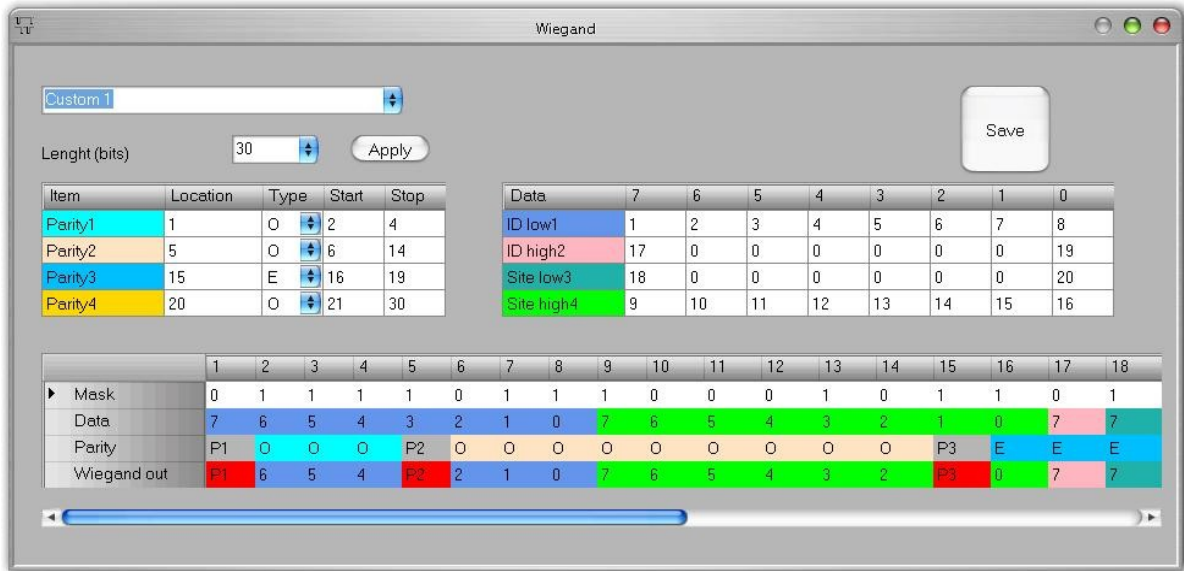 Wiegand
Custom 1
Save
Lenght (bits) 30 Apply
Item Location Type Start Stop
Parity1 1 O 2 4
Parity2 5 O 6 14
Parity3 15 E 16 19
Parity4 20 O 21 30
Data 7 6 5 4 3 2 1 0
ID low1 1 2 3 4 5 6 7 8
ID high2 17 0 0 0 0 0 0 19
Site low3 18 0 0 0 0 0 0 20
Site high4 9 10 11 12 13 14 15 16
1 2 3 4 5 6 7 8 9 10 11 12 13 14 15 16 17 18
Mask 0 1 1 1 1 0 1 1 1 0 0 0 1 0 1 1 0 1
Data 7 6 5 4 3 2 1 0 7 6 5 4 3 2 1 0 7 7
Parity P1 O O O P2 O O O O O O O O O P3 E E E
Wiegand out P1 6 5 4 P2 2 1 0 7 6 5 4 3 2 P3 0 7 7